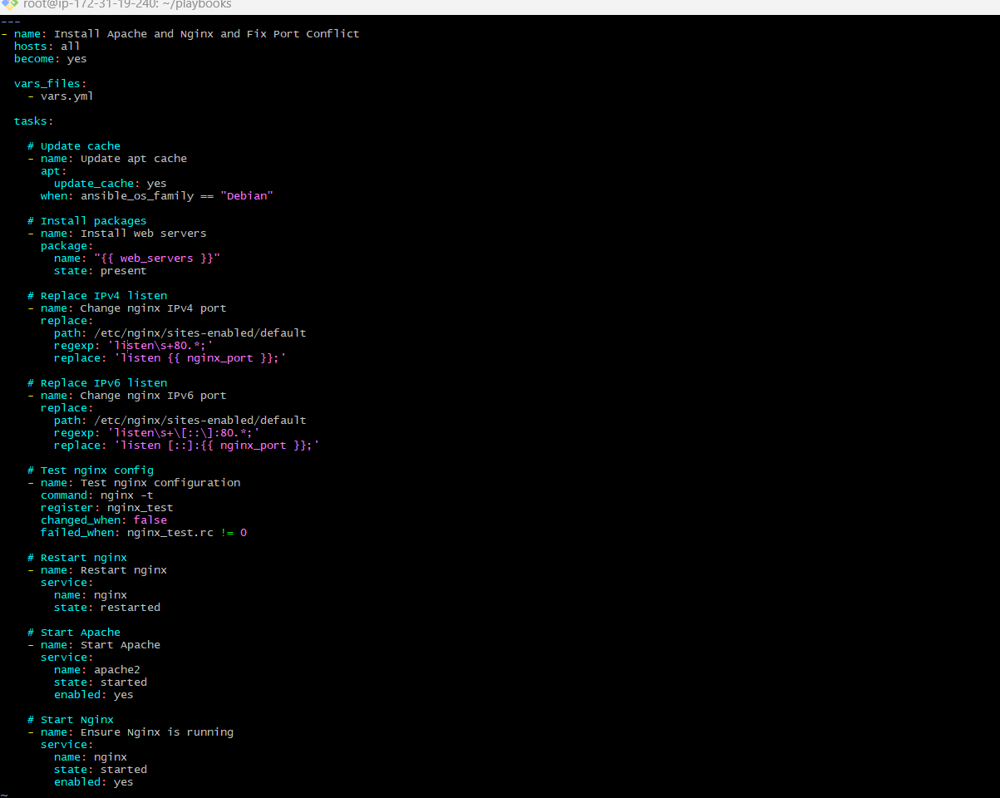 root@ip-172-31-19-240: ~/playbooks
---
- name: Install Apache and Nginx and Fix Port Conflict
  hosts: all
  become: yes

  vars_files:
    - vars.yml

  tasks:

    # Update cache
    - name: Update apt cache
      apt:
        update_cache: yes
      when: ansible_os_family == "Debian"

    # Install packages
    - name: Install web servers
      package:
        name: "{{ web_servers }}"
        state: present

    # Replace IPv4 listen
    - name: Change nginx IPv4 port
      replace:
        path: /etc/nginx/sites-enabled/default
        regexp: 'listen\s+80.*;'
        replace: 'listen {{ nginx_port }};'

    # Replace IPv6 listen
    - name: Change nginx IPv6 port
      replace:
        path: /etc/nginx/sites-enabled/default
        regexp: 'listen\s+\[::\]:80.*;'
        replace: 'listen [::]:{{ nginx_port }};'

    # Test nginx config
    - name: Test nginx configuration
      command: nginx -t
      register: nginx_test
      changed_when: false
      failed_when: nginx_test.rc != 0

    # Restart nginx
    - name: Restart nginx
      service:
        name: nginx
        state: restarted

    # Start Apache
    - name: Start Apache
      service:
        name: apache2
        state: started
        enabled: yes

    # Start Nginx
    - name: Ensure Nginx is running
      service:
        name: nginx
        state: started
        enabled: yes
~